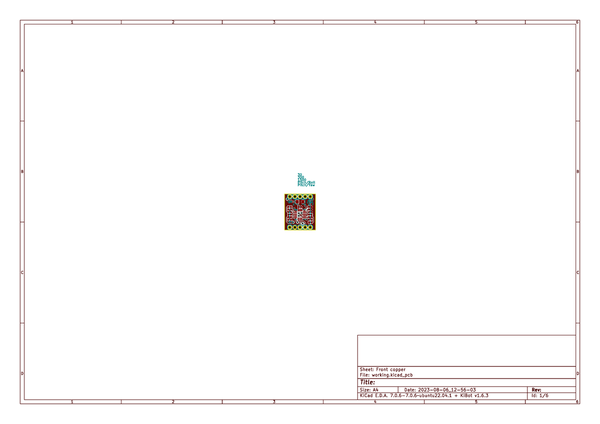 1 2 3 4 5 6
A A
B B
C C
D D
Sheet: Front copper
File: working.kicad_pcb
Title:
Size: A4 Date: 2023-08-06_12-56-03 Rev:
KiCad E.D.A. 7.0.6-7.0.6~ubuntu22.04.1 + KiBot v1.6.3 Id: 1/6
1 2 3 4 5 6